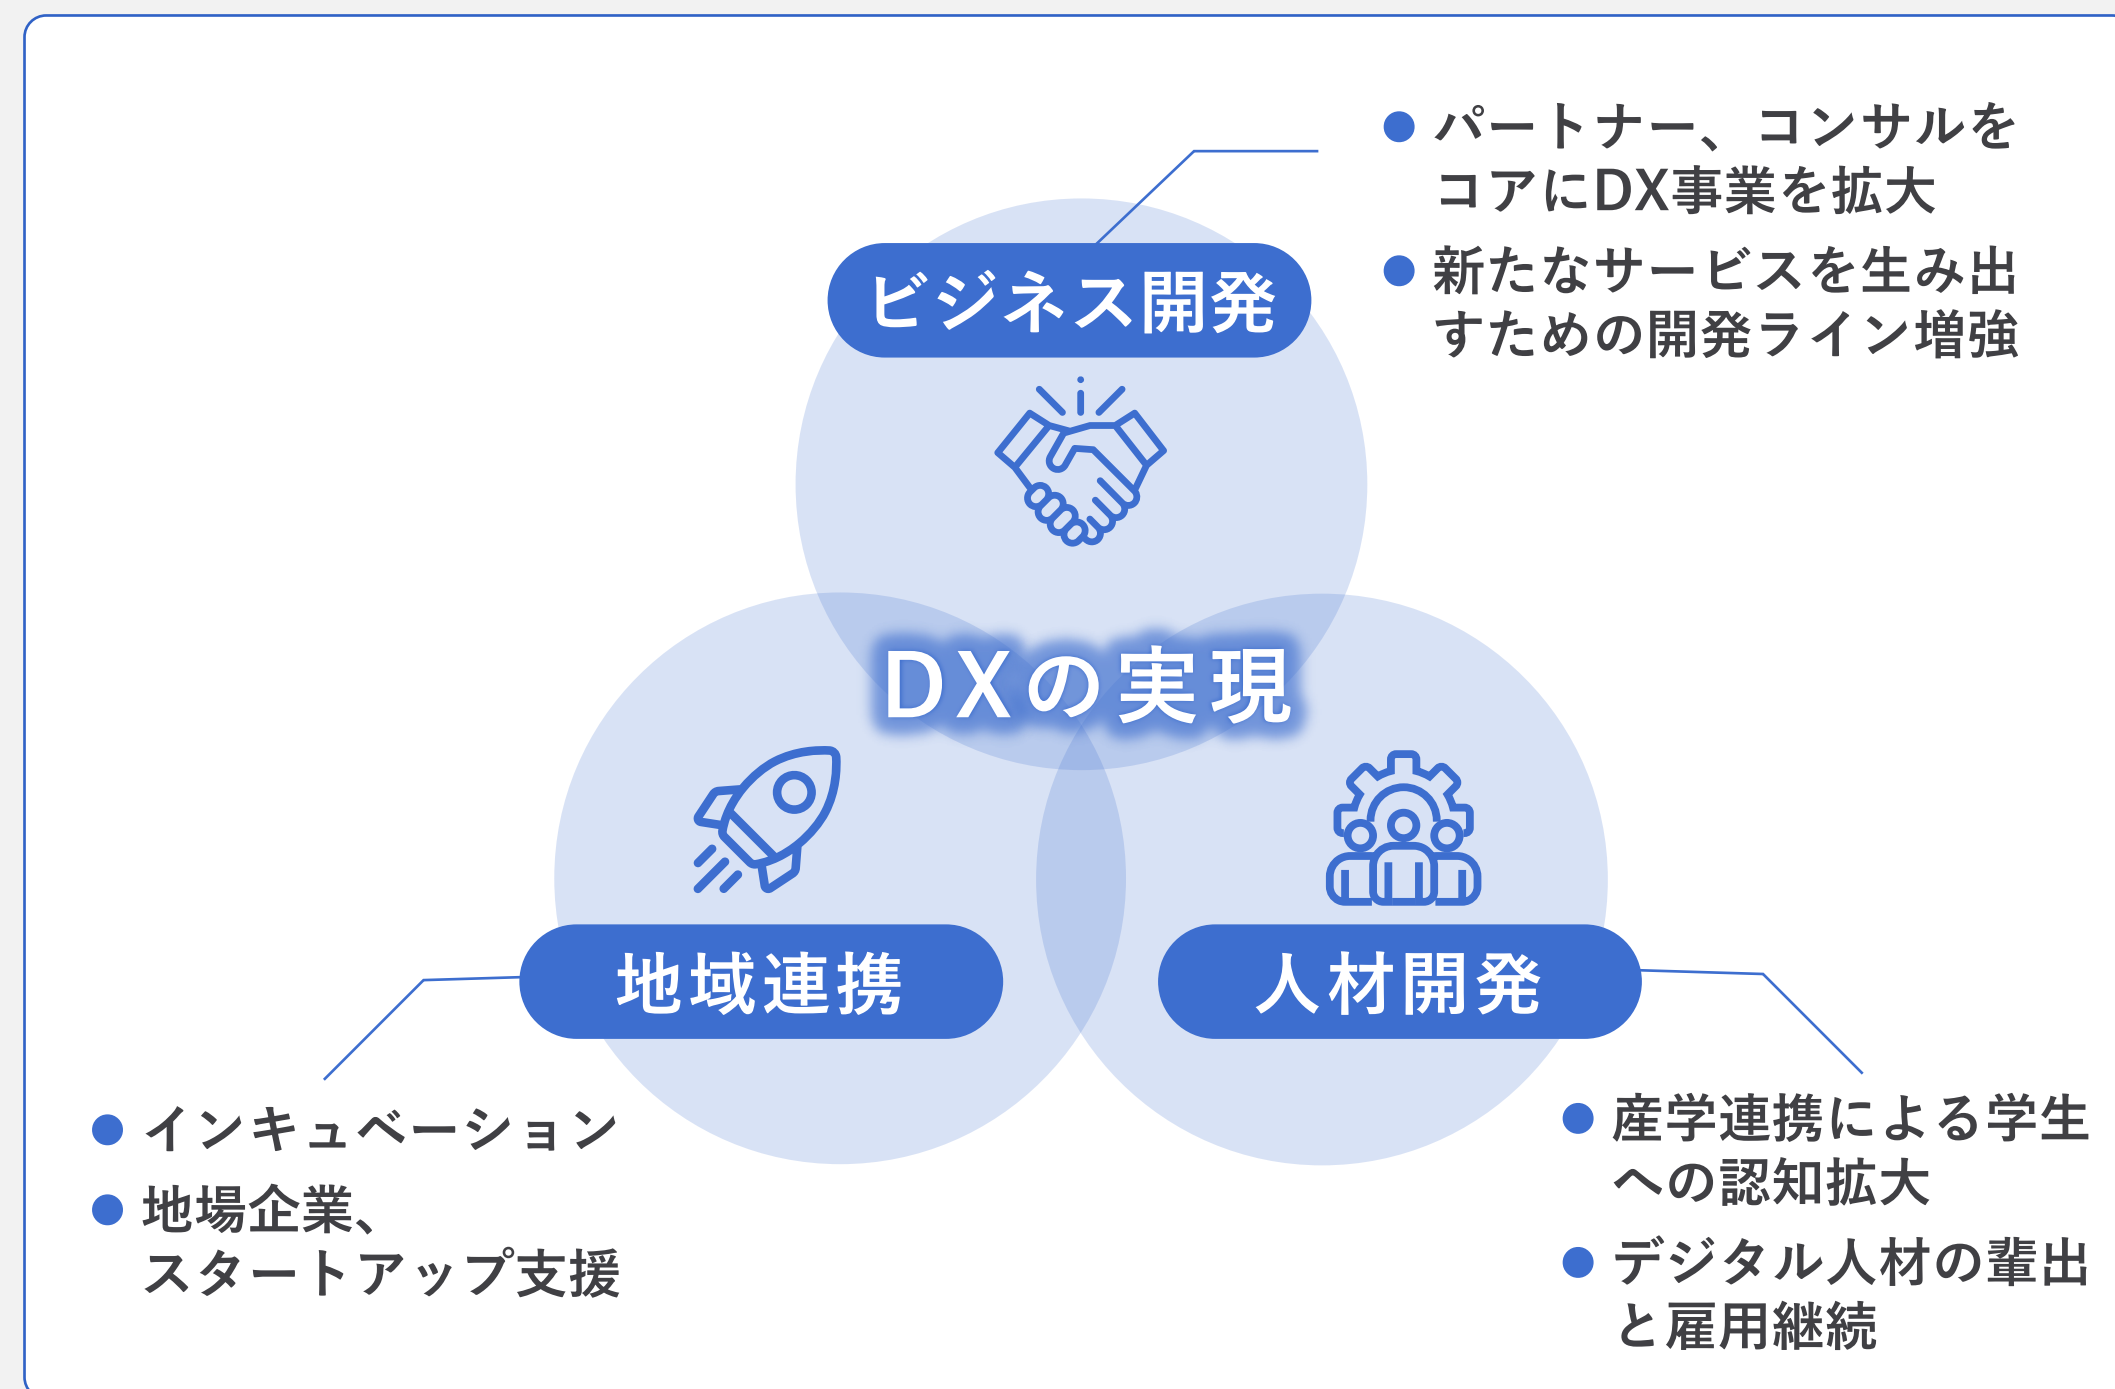 パートナー、コンサルを
コアにDX事業を拡大
新たなサービスを生み出
すための開発ライン増強
ビジネス開発
DXの実現
地域連携
人材開発
インキュベーション
地場企業、
スタートアップ支援
産学連携による学生
への認知拡大
デジタル人材の輩出
と雇用継続